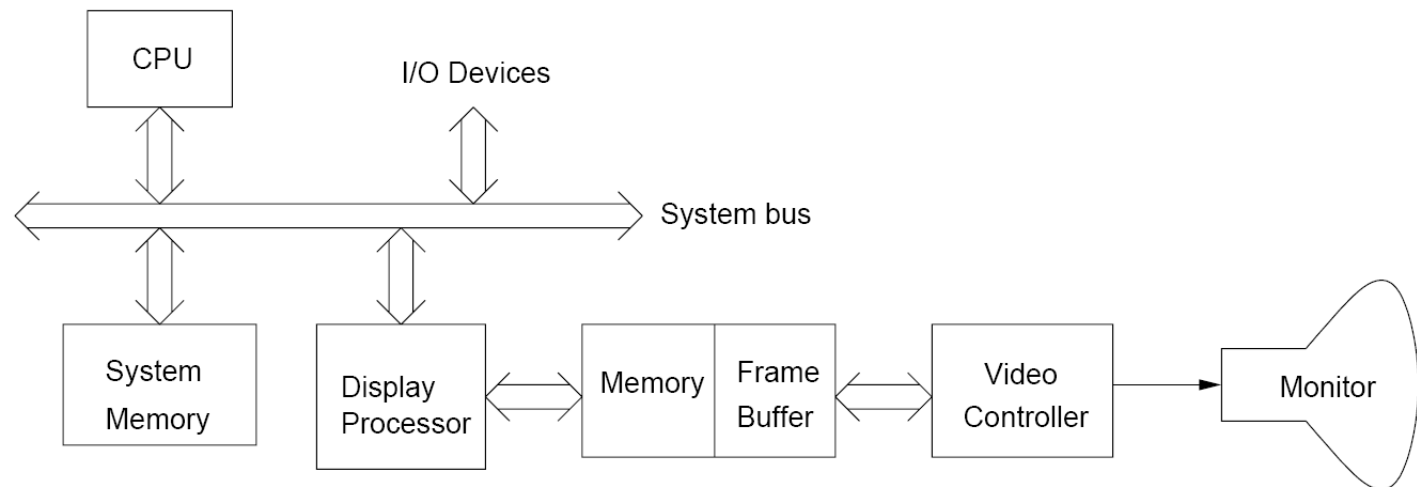 CPU
I/O Devices
System bus
System
Memory
Display
Processor
Memory
Frame
Buffer
Video
Controller
Monitor